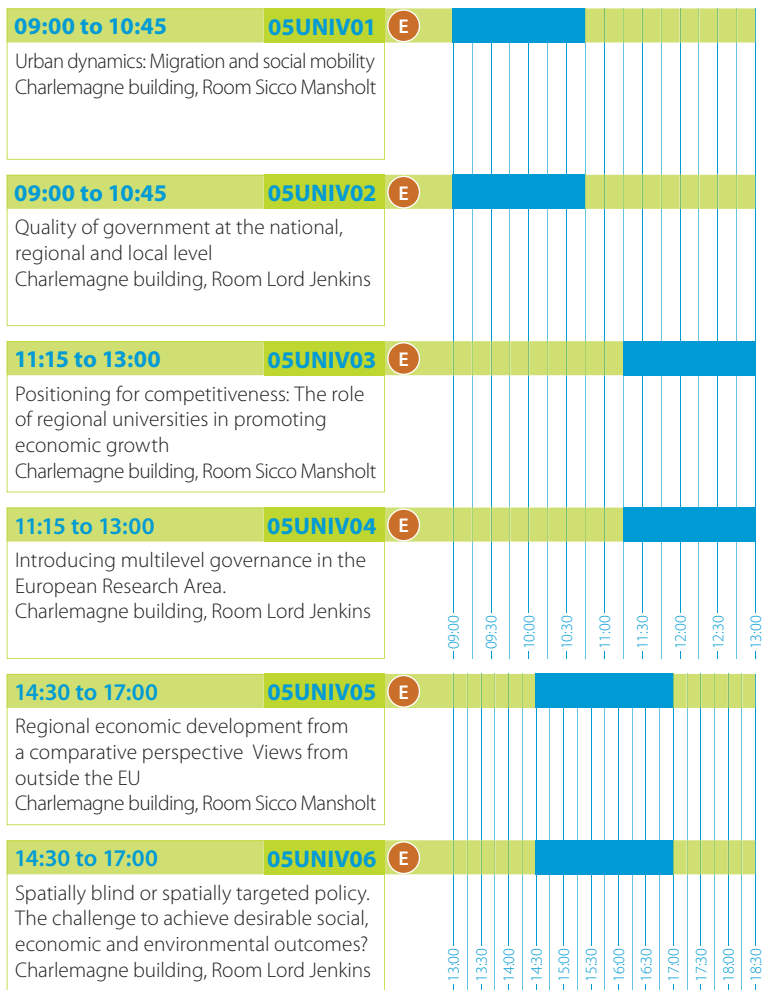 09:00 to 10:45 05UNIV01 E
Urban dynamics: Migration and social mobility
Charlemagne building, Room Sicco Mansholt
09:00 to 10:45 05UNIV02 E
Quality of government at the national,
regional and local level
Charlemagne building, Room Lord Jenkins
11:15 to 13:00 05UNIV03 E
Positioning for competitiveness: The role
of regional universities in promoting
economic growth
Charlemagne building, Room Sicco Mansholt
11:15 to 13:00 05UNIV04 E
Introducing multilevel governance in the
European Research Area.
Charlemagne building, Room Lord Jenkins
09:00
09:30
10:00
10:30
11:00
11:30
12:00
12:30
13:00
14:30 to 17:00 05UNIV05 E
Regional economic development from
a comparative perspective Views from
outside the EU
Charlemagne building, Room Sicco Mansholt
14:30 to 17:00 05UNIV06 E
Spatially blind or spatially targeted policy.
The challenge to achieve desirable social,
economic and environmental outcomes?
Charlemagne building, Room Lord Jenkins
13:00
13:30
14:00
14:30
15:00
15:30
16:00
16:30
17:00
17:30
18:00
18:30